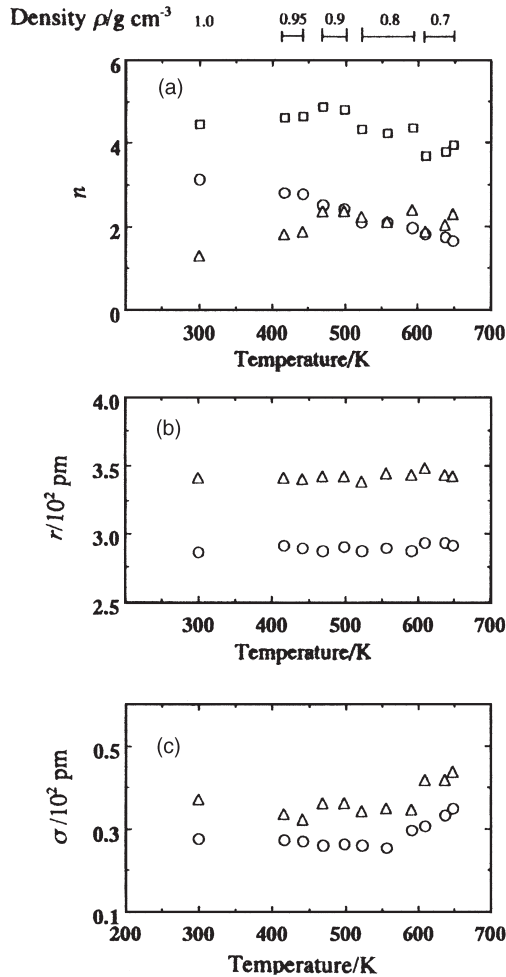 Density ρ/g cm⁻³ 1.0 0.95 0.9 0.8 0.7
(a)
6
4
n
2
0
300 400 500 600 700
Temperature/K
(b)
4.0
3.5
r/10² pm
3.0
2.5
300 400 500 600 700
Temperature/K
(c)
0.5
σ/10² pm
0.3
0.1
200 300 400 500 600 700
Temperature/K